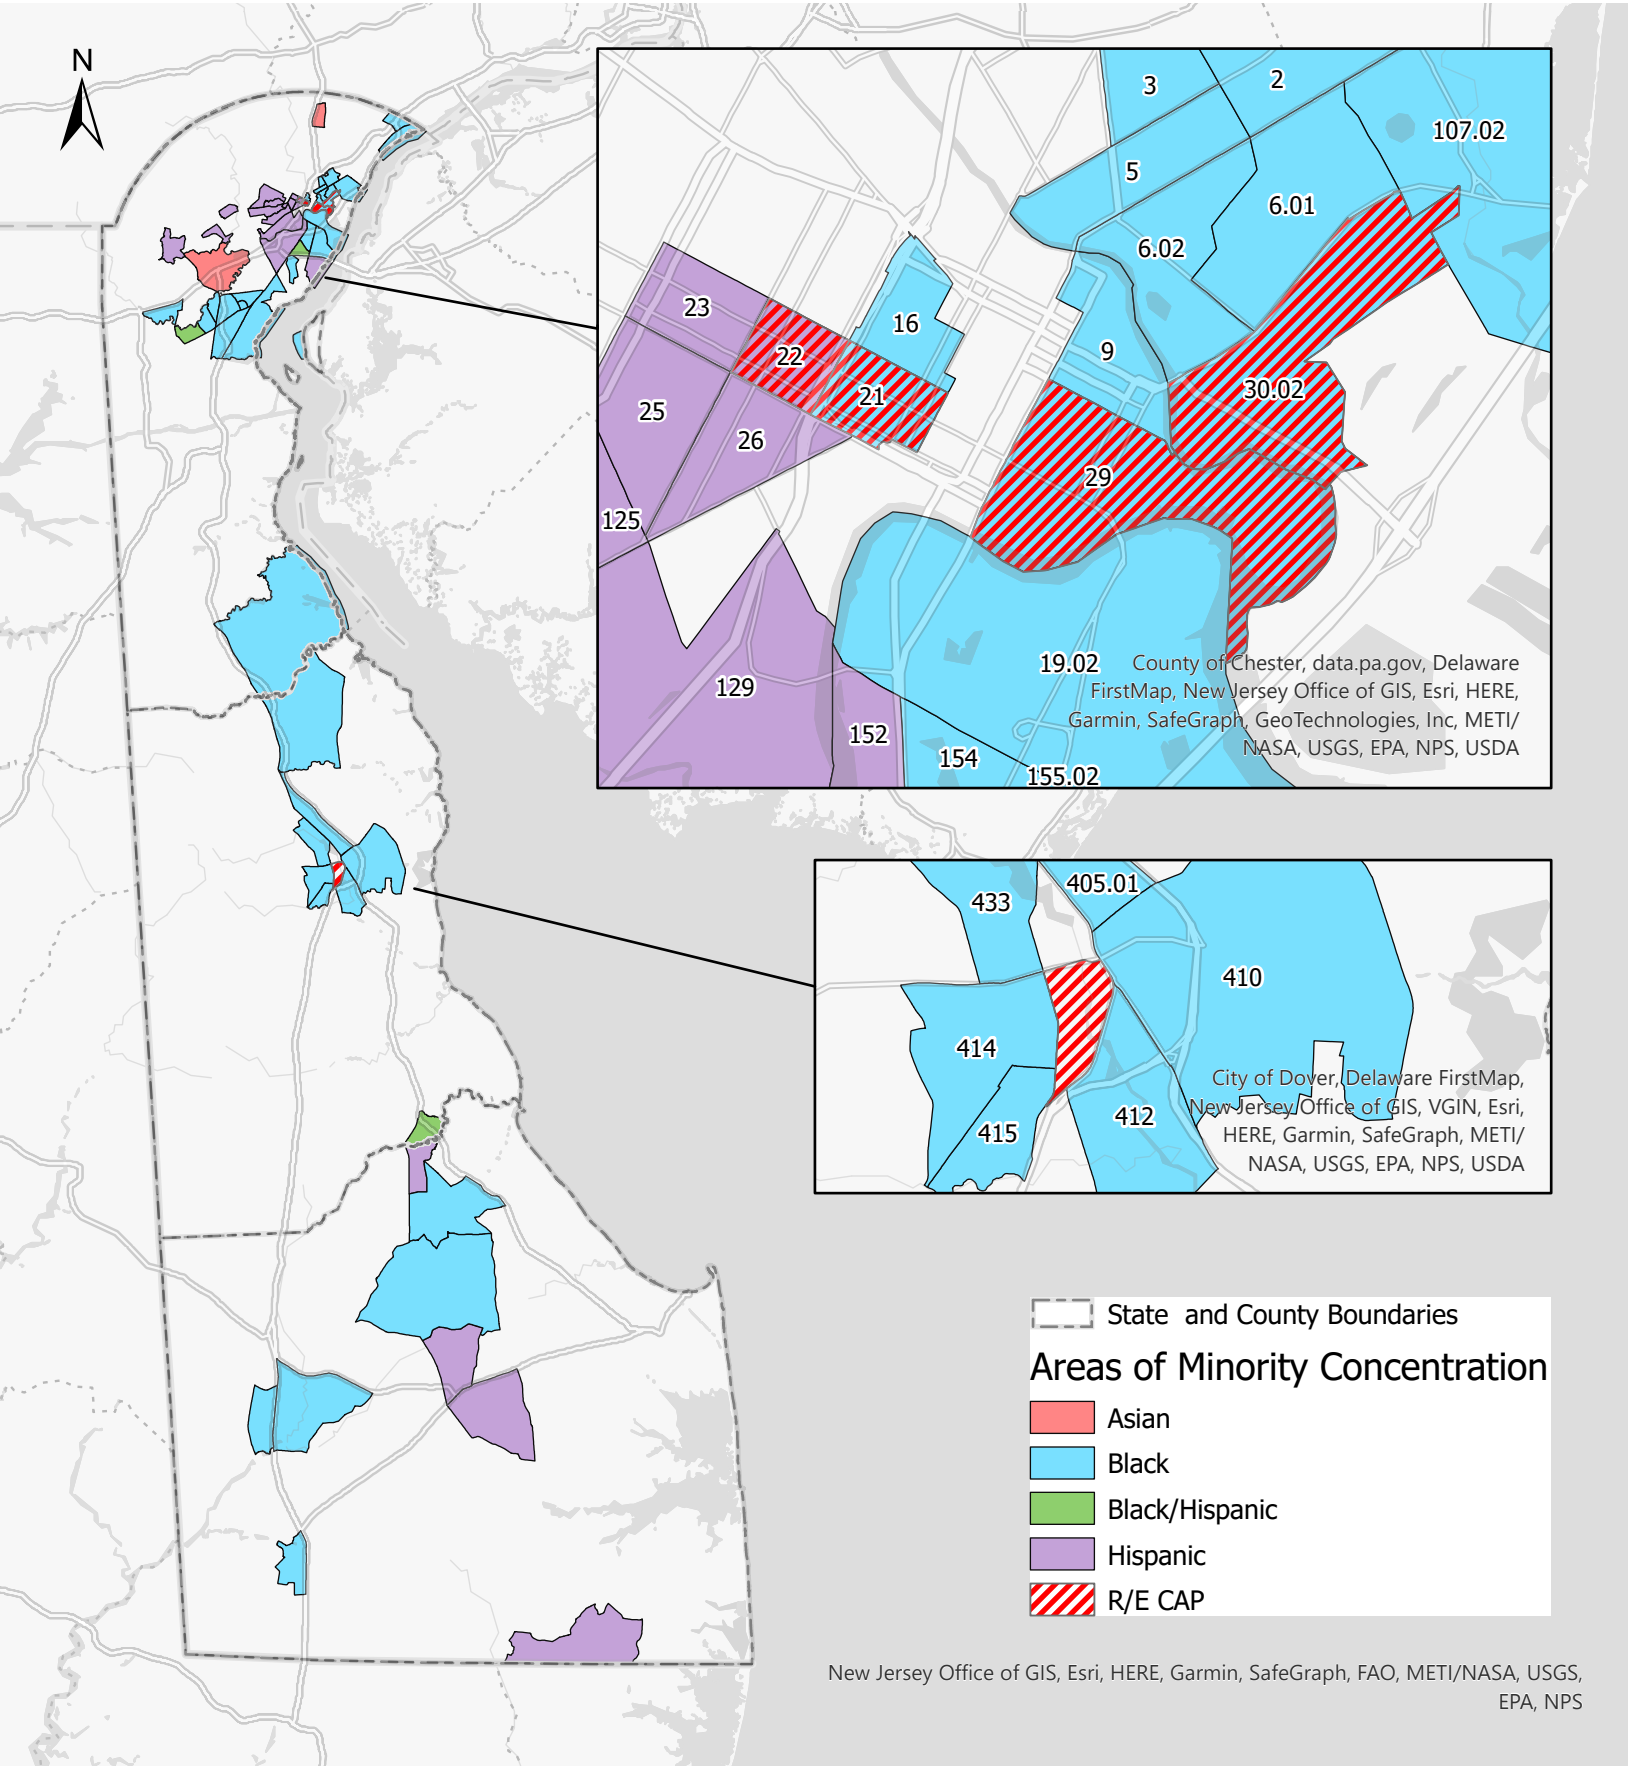 N
3
2
107.02
5
6.01
6.02
23
16
22
9
21
30.02
25
26
29
125
19.02
129
152
154
155.02
County of Chester, data.pa.gov, Delaware
FirstMap, New Jersey Office of GIS, Esri, HERE,
Garmin, SafeGraph, GeoTechnologies, Inc, METI/
NASA, USGS, EPA, NPS, USDA
405.01
433
410
414
412
415
City of Dover, Delaware FirstMap,
New Jersey Office of GIS, VGIN, Esri,
HERE, Garmin, SafeGraph, METI/
NASA, USGS, EPA, NPS, USDA
State and County Boundaries
Areas of Minority Concentration
Asian
Black
Black/Hispanic
Hispanic
R/E CAP
New Jersey Office of GIS, Esri, HERE, Garmin, SafeGraph, FAO, METI/NASA, USGS,
EPA, NPS